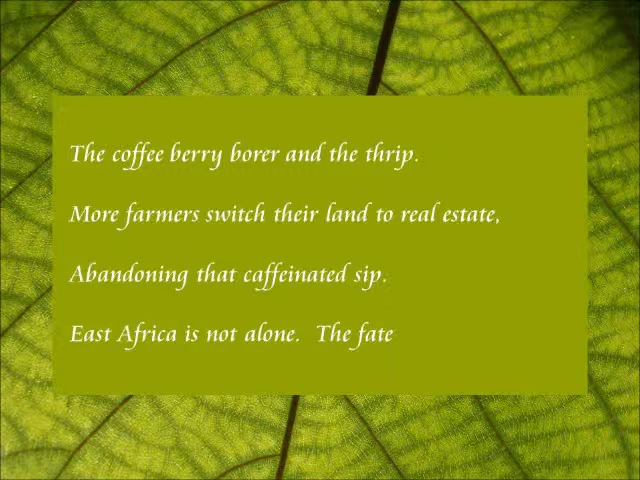 The coffee berry borer and the thrip.
More farmers switch their land to real estate,
Abandoning that caffeinated sip.
East Africa is not alone.  The fate